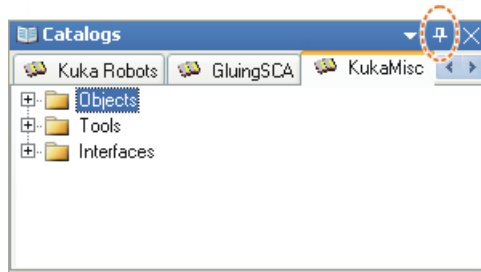 Catalogs
Kuka Robots GluingSCA KukaMisc
Objects
Tools
Interfaces